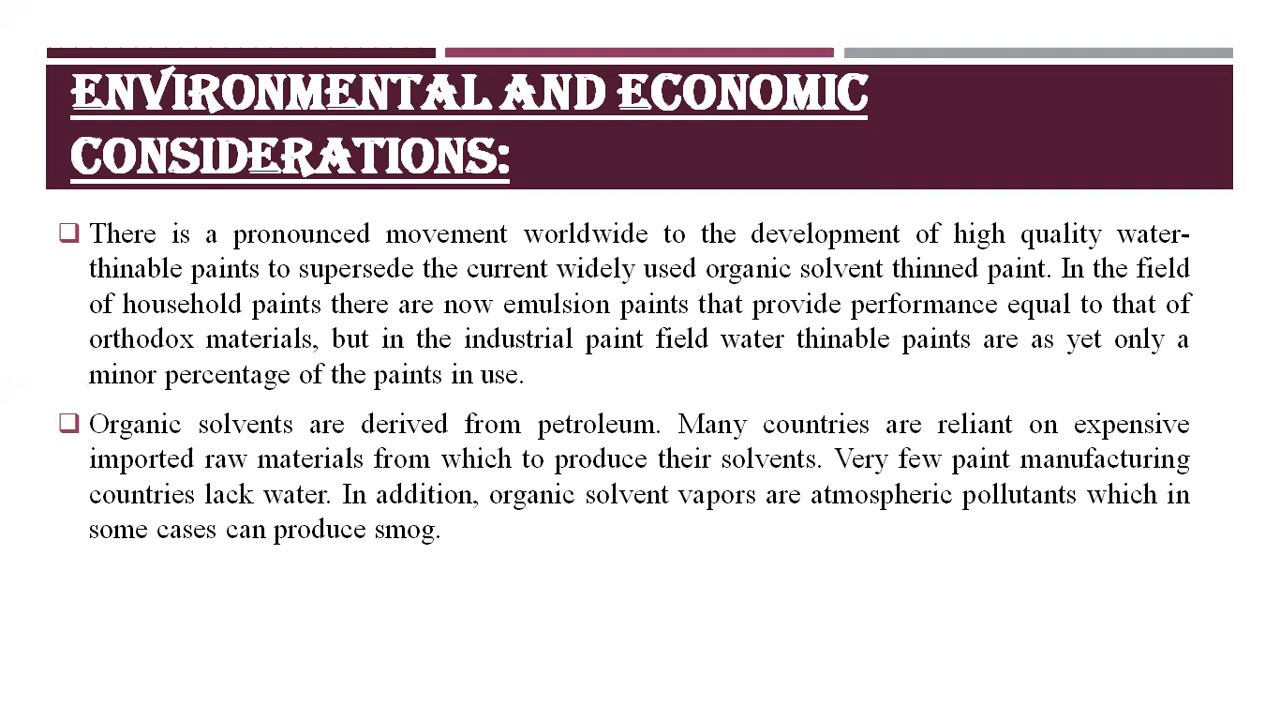 ENVIRONMENTAL AND ECONOMIC
CONSIDERATIONS:
There is a pronounced movement worldwide to the development of high quality water-
thinable paints to supersede the current widely used organic solvent thinned paint. In the field
of household paints there are now emulsion paints that provide performance equal to that of
orthodox materials, but in the industrial paint field water thinable paints are as yet only a
minor percentage of the paints in use.
Organic solvents are derived from petroleum. Many countries are reliant on expensive
imported raw materials from which to produce their solvents. Very few paint manufacturing
countries lack water. In addition, organic solvent vapors are atmospheric pollutants which in
some cases can produce smog.